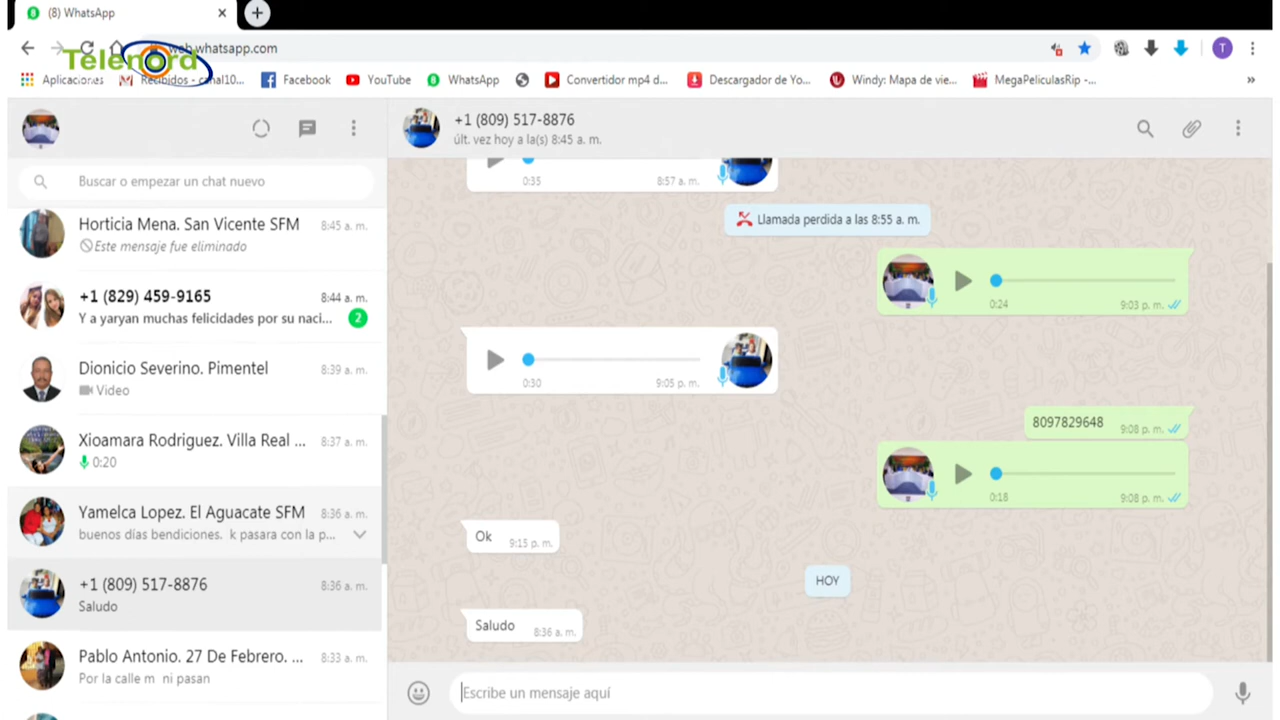 (8) WhatsApp
Telenord
web.whatsapp.com
Aplicaciones
Recibidos - canal10...
Facebook
YouTube
WhatsApp
Convertidor mp4 d...
Descargador de Yo...
Windy: Mapa de vie...
MegaPeliculasRip -...
»
T
Buscar o empezar un chat nuevo
Horticia Mena. San Vicente SFM 8:45 a. m.
Este mensaje fue eliminado
+1 (829) 459-9165 8:44 a. m.
Y a yaryan muchas felicidades por su naci... 2
Dionicio Severino. Pimentel 8:39 a. m.
Video
Xioamara Rodriguez. Villa Real ... 8:37 a. m.
0:20
Yamelca Lopez. El Aguacate SFM 8:36 a. m.
buenos días bendiciones. k pasara con la p...
+1 (809) 517-8876 8:36 a. m.
Saludo
Pablo Antonio. 27 De Febrero. ... 8:33 a. m.
Por la calle m ni pasan
+1 (809) 517-8876
últ. vez hoy a la(s) 8:45 a. m.
0:35 8:57 a. m.
Llamada perdida a las 8:55 a. m.
0:24 9:03 p. m.
0:30 9:05 p. m.
8097829648 9:08 p. m.
0:18 9:08 p. m.
Ok 9:15 p. m.
HOY
Saludo 8:36 a. m.
Escribe un mensaje aquí